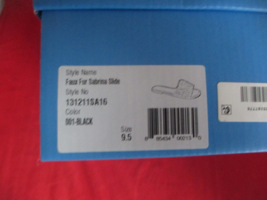 Style Name
Faux Fur Sabrina Slide
Style No
131211SA16
Color
001-BLACK
Size
9.5